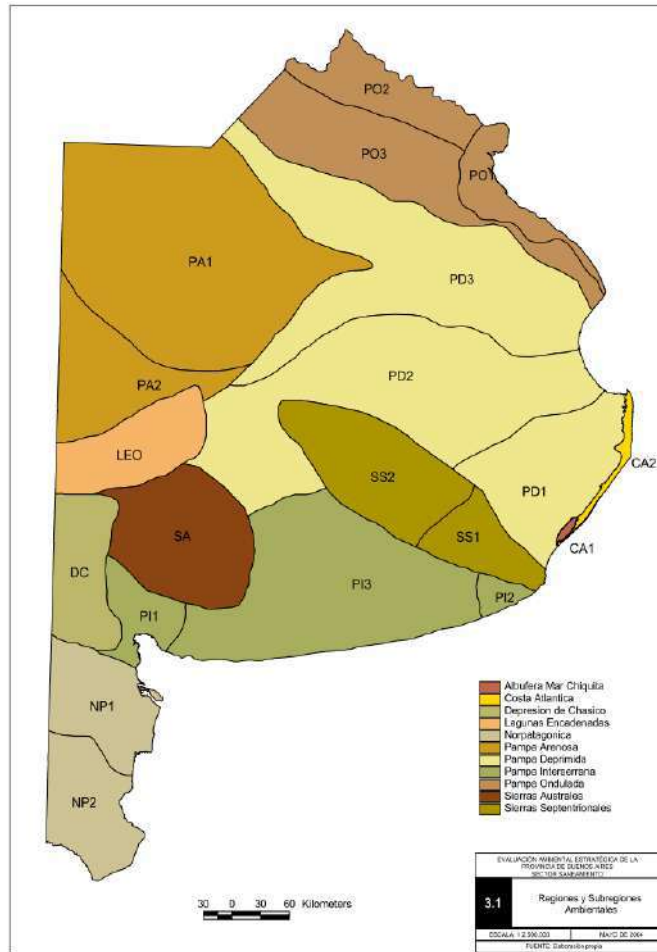 PO2
PO3
PO1
PA1
PD3
PA2
PD2
LEO
SS2
PD1
CA2
SA
SS1
CA1
DC
PI3
PI2
PI1
NP1
NP2
Albufera Mar Chiquita
Costa Atlantica
Depresion de Chasico
Lagunas Encadenadas
Norpatagonica
Pampa Arenosa
Pampa Deprimida
Pampa Interserrana
Pampa Ondulada
Sierras Australes
Sierras Septentrionales
30 0 30 60 Kilometers
EVALUACIÓN AMBIENTAL ESTRATÉGICA DE LA
PROVINCIA DE BUENOS AIRES
SECTOR SANEAMIENTO
3.1
Regiones y Subregiones
Ambientales
ESCALA: MAYO DE 2004
FUENTE: Elaboración propia